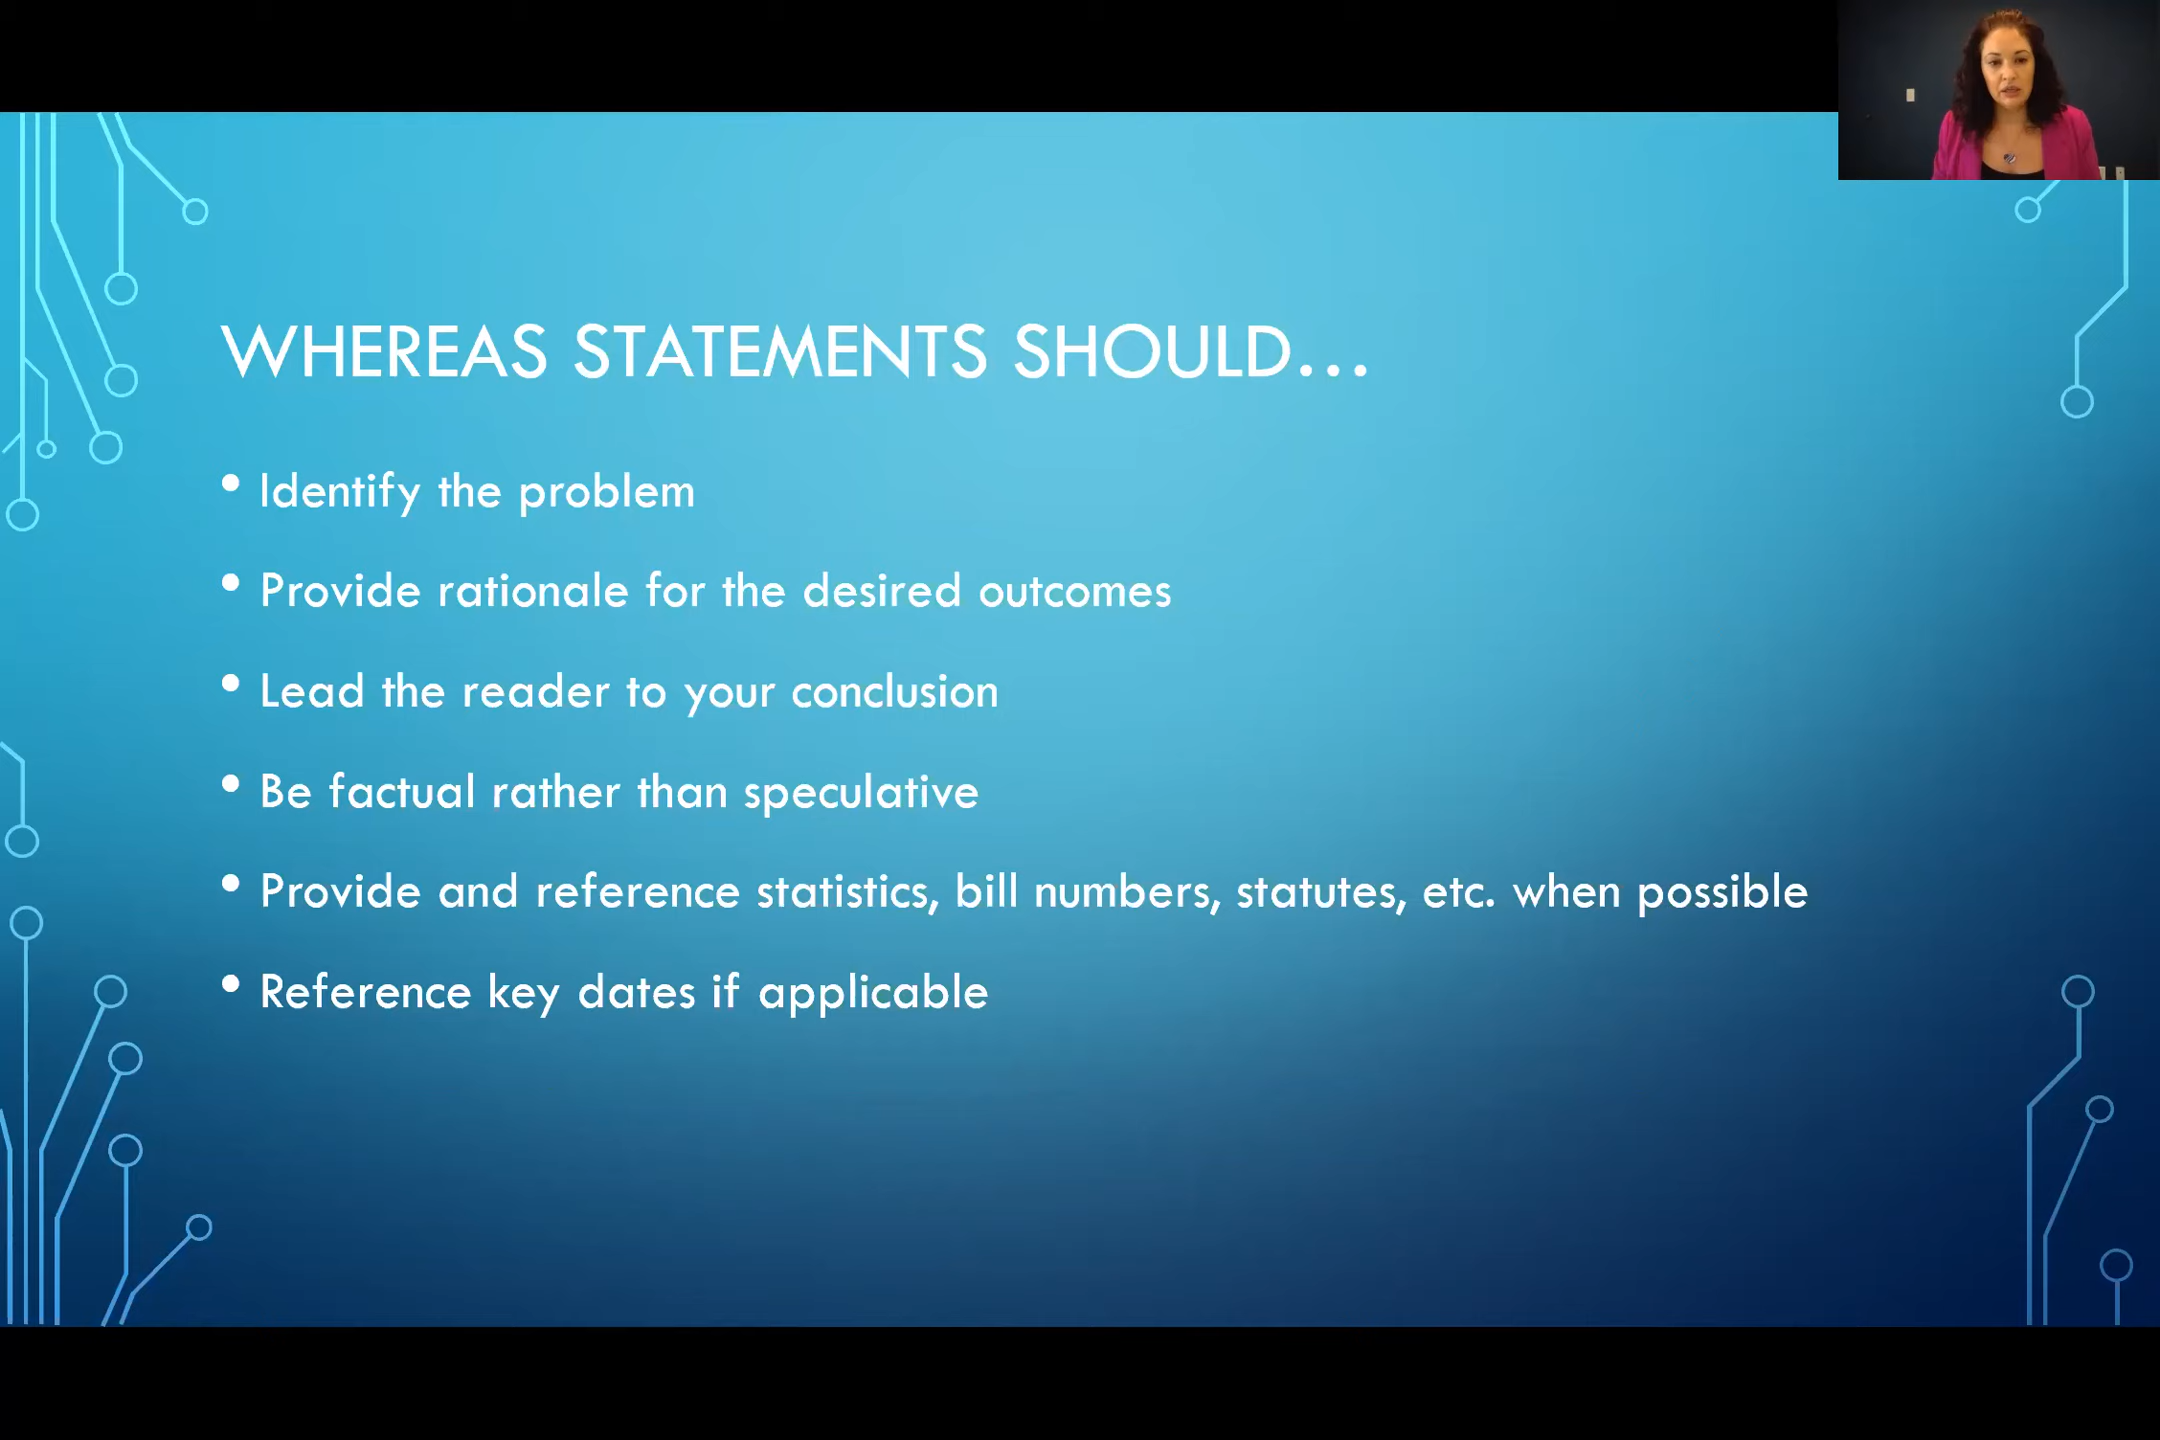 WHEREAS STATEMENTS SHOULD...
• Identify the problem
• Provide rationale for the desired outcomes
• Lead the reader to your conclusion
• Be factual rather than speculative
• Provide and reference statistics, bill numbers, statutes, etc. when possible
• Reference key dates if applicable